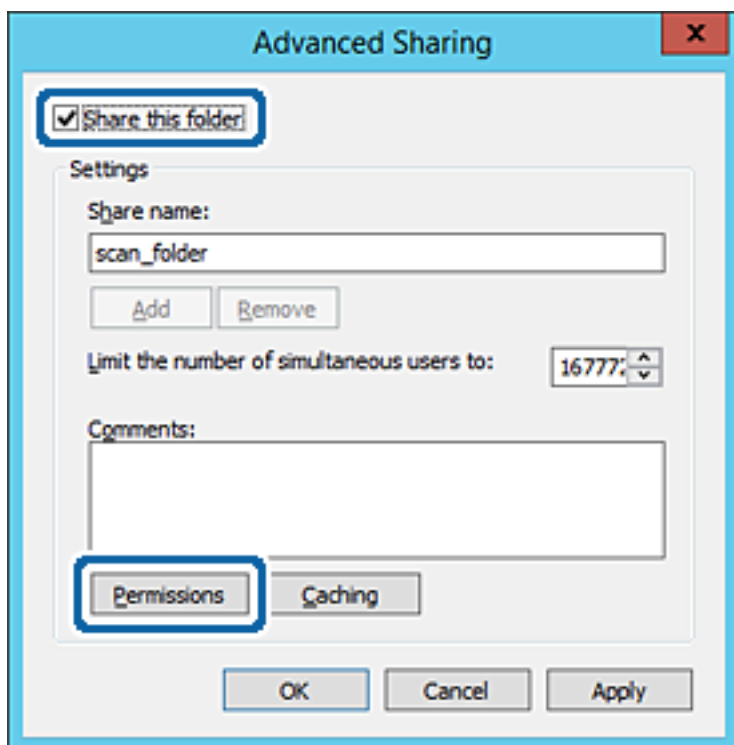 Advanced Sharing
x
Share this folder
Settings
Share name:
scan_folder
Add Remove
Limit the number of simultaneous users to: 167772
Comments:
Permissions Caching
OK Cancel Apply